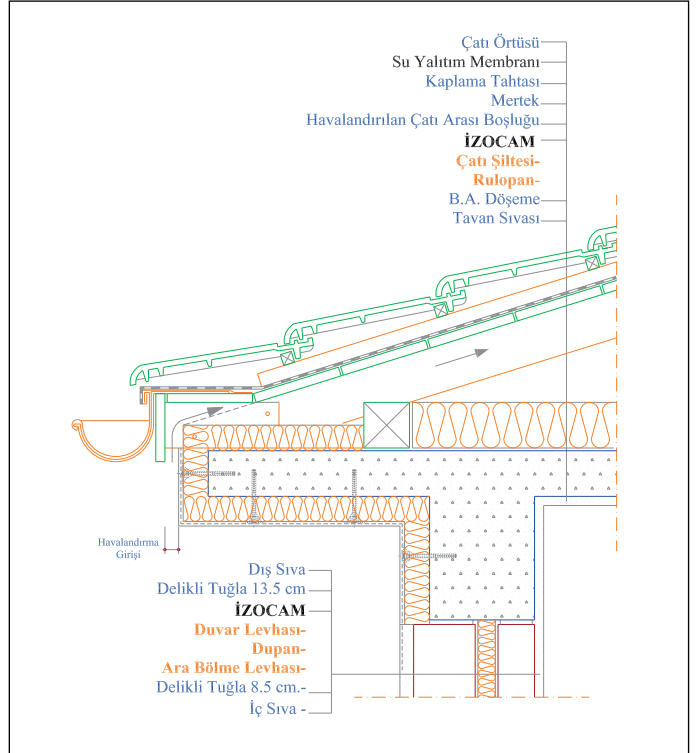 Çatı Örtüsü
Su Yalıtım Membranı
Kaplama Tahtası
Mertek
Havalandırılan Çatı Arası Boşluğu
İZOCAM
Çatı Şiltesi-
Rulopan-
B.A. Döşeme
Tavan Sıvası
Havalandırma
Girişi
Dış Sıva
Delikli Tuğla 13.5 cm
İZOCAM
Duvar Levhası-
Dupan-
Ara Bölme Levhası-
Delikli Tuğla 8.5 cm.-
İç Sıva -